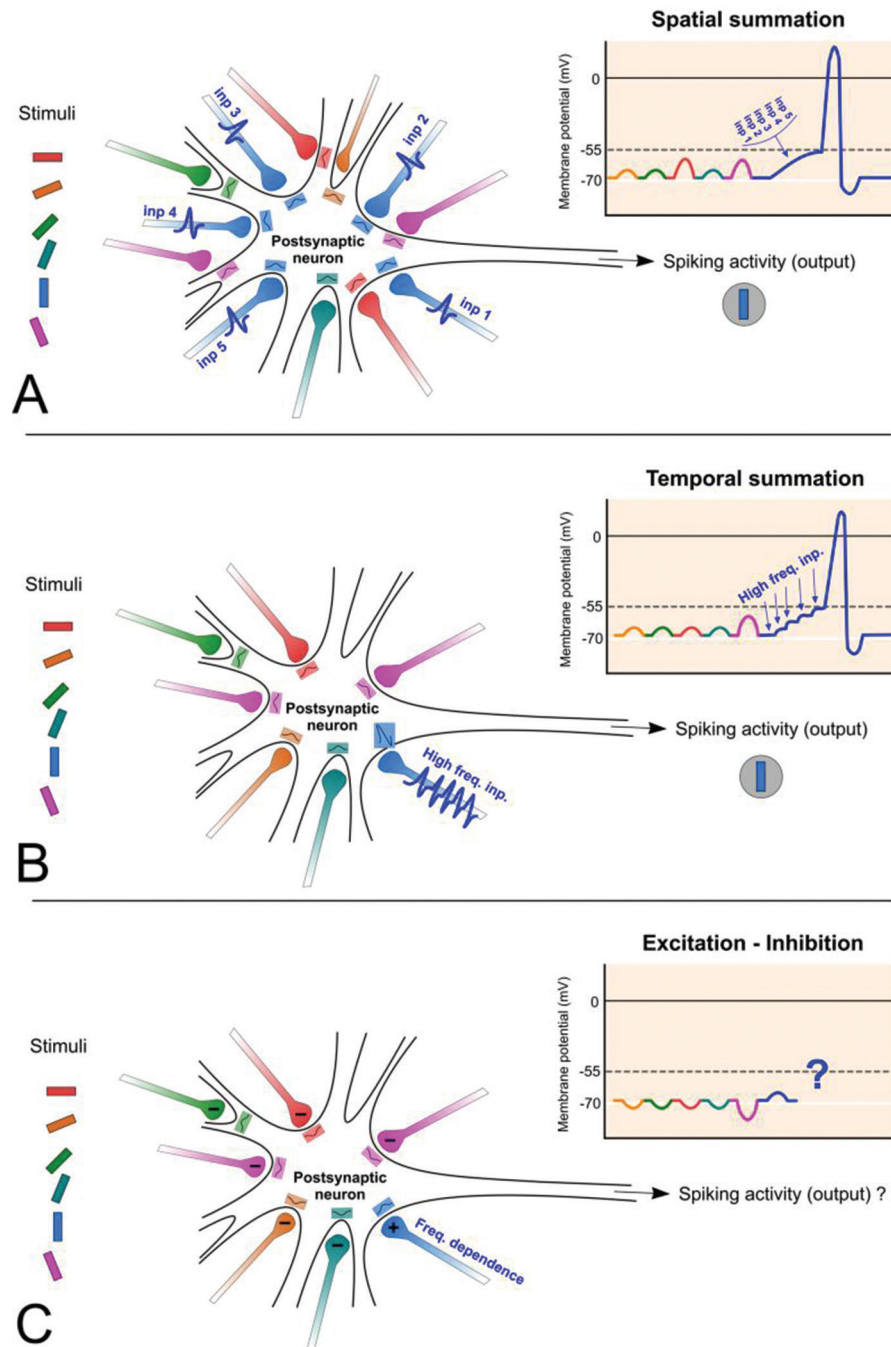 Spatial summation
Stimuli
Membrane potential (mV)
0
-55
-70
inp 1
inp 2
inp 3
inp 4
inp 5
inp 3
inp 2
inp 4
Postsynaptic
neuron
inp 1
inp 5
Spiking activity (output)
A
Temporal summation
Stimuli
Membrane potential (mV)
0
-55
-70
High freq. inp.
Postsynaptic
neuron
High freq. inp.
Spiking activity (output)
B
Excitation - Inhibition
Stimuli
Membrane potential (mV)
0
-55
-70
?
−
−
−
−
Postsynaptic
neuron
−
−
+
Freq. dependence
Spiking activity (output) ?
C